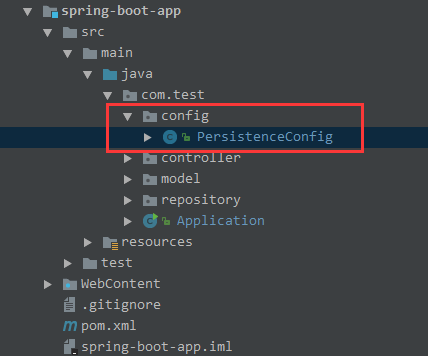 spring-boot-app
src
main
java
com.test
config
PersistenceConfig
controller
model
repository
Application
resources
test
WebContent
.gitignore
pom.xml
spring-boot-app.iml